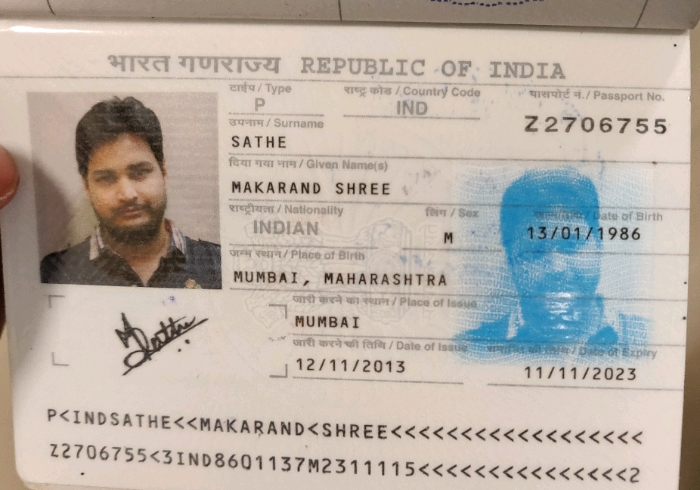 भारत गणराज्य REPUBLIC OF INDIA
टाईप / Type राष्ट्र कोड / Country Code पासपोर्ट नं. / Passport No.
P IND Z2706755
उपनाम / Surname
SATHE
दिया गया नाम / Given Name(s)
MAKARAND SHREE
राष्ट्रीयता / Nationality लिंग / Sex जन्मतिथि / Date of Birth
INDIAN M 13/01/1986
जन्म स्थान / Place of Birth
MUMBAI, MAHARASHTRA
जारी करने का स्थान / Place of Issue
MUMBAI
जारी करने की तिथि / Date of Issue समाप्ति की तिथि / Date of Expiry
12/11/2013 11/11/2023
P<INDSATHE<<MAKARAND<SHREE<<<<<<<<<<<<<<<<<<
Z2706755<3IND8601137M2311115<<<<<<<<<<<<<<<2